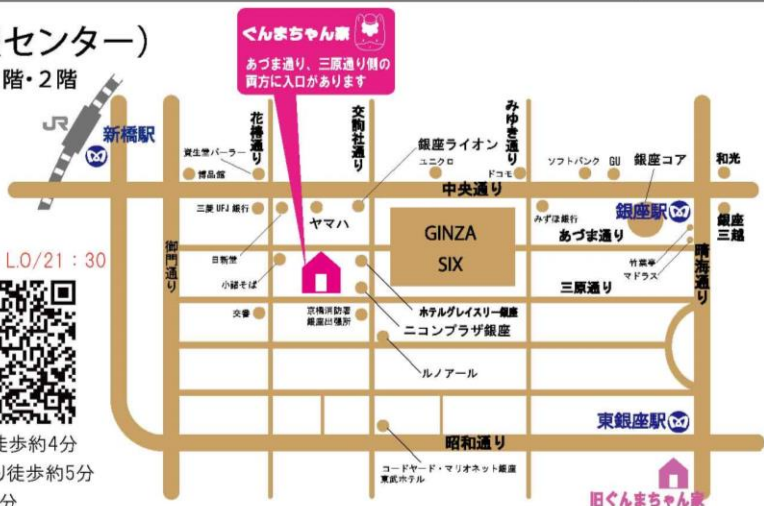 センター)
階・2階
L.O/21:30
徒歩約4分
り徒歩約5分
分
ぐんまちゃん家
あづま通り、三原通り側の
両方に入口があります
JR
新橋駅
花椿通り
交詢社通り
みゆき通り
資生堂パーラー
博品館
銀座ライオン
ユニクロ
ドコモ
ソフトバンク
GU
銀座コア
和光
中央通り
三菱UFJ銀行
ヤマハ
みずほ銀行
銀座駅
銀座
三越
御門通り
日新堂
GINZA
SIX
あづま通り
小諸そば
竹葉亭
マドラス
晴海通り
三原通り
交番
京橋消防署
銀座出張所
ホテルグレイスリー銀座
ニコンプラザ銀座
ルノアール
東銀座駅
昭和通り
コードヤード・マリオネット銀座
東武ホテル
旧ぐんまちゃん家